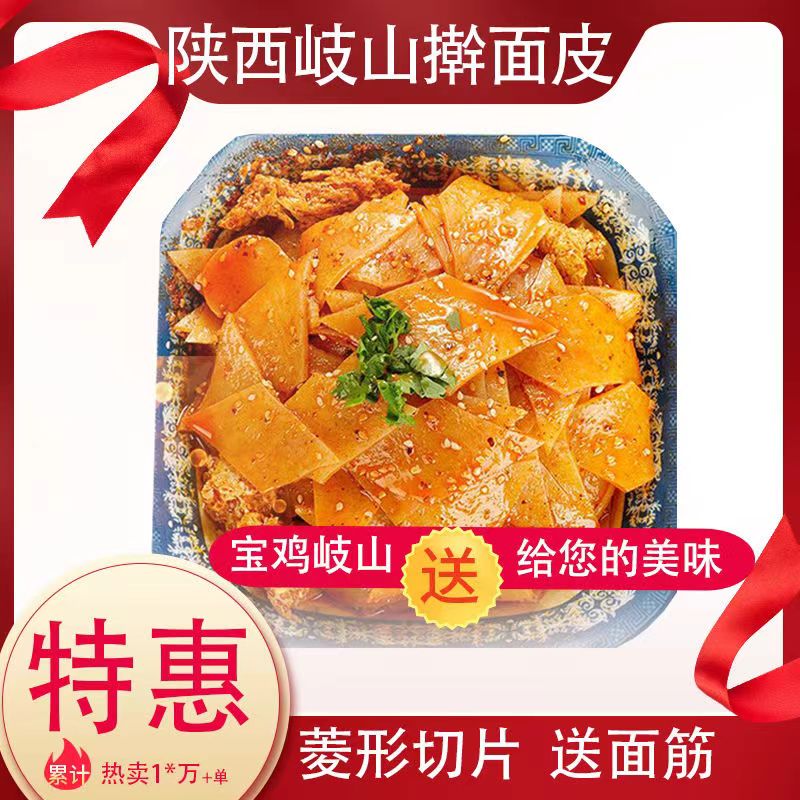 陕西岐山擀面皮
宝鸡岐山 送 给您的美味
特惠
累计 热卖1*万+单
菱形切片 送面筋